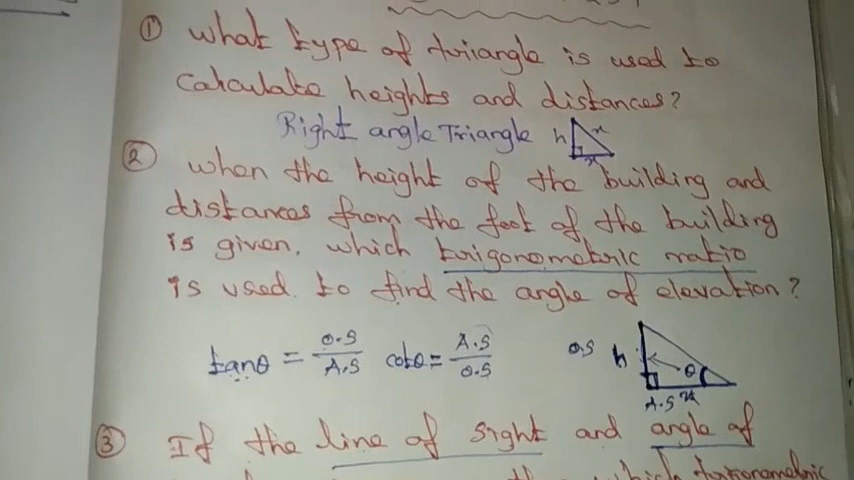 ① What type of triangle is used to
calculate heights and distances?
Right angle Triangle h x x
② when the height of the building and
distances from the foot of the building
is given, which trigonometric ratio
is used to find the angle of elevation?
tanθ = O.S/A.S cotθ = A.S/O.S O.S h θ
A.S x
③ If the line of sight and angle of
which trigonometric